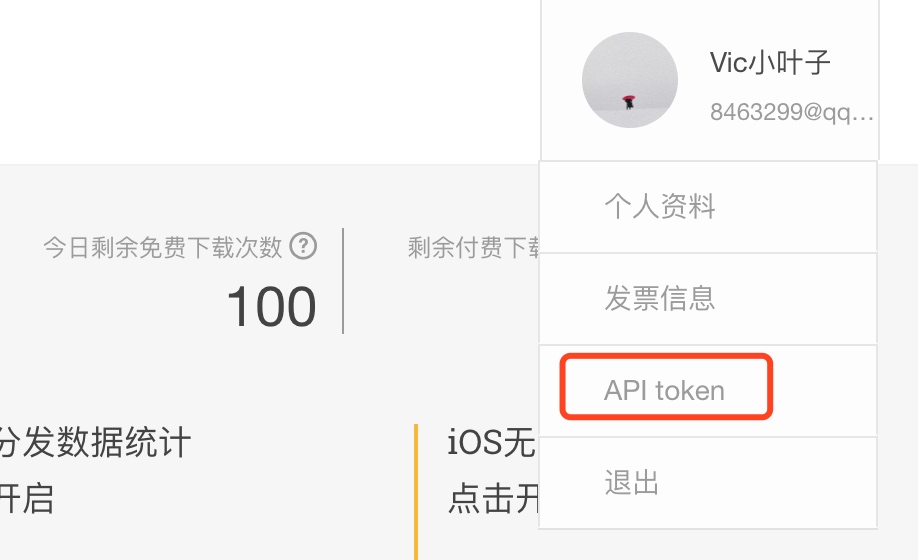 Vic小叶子
8463299@qq...
个人资料
今日剩余免费下载次数 ?
剩余付费下载
100
发票信息
API token
分发数据统计
iOS无
开启
点击开
退出